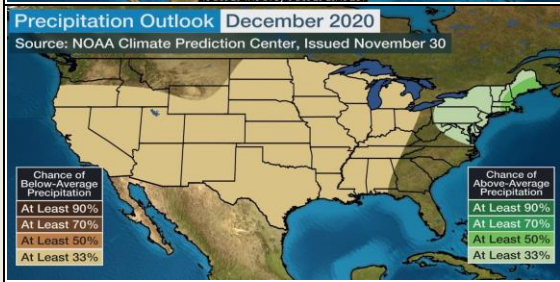 Precipitation Outlook December 2020
Source: NOAA Climate Prediction Center, Issued November 30
Chance of
Below-Average
Precipitation
At Least 90%
At Least 70%
At Least 50%
At Least 33%
Chance of
Above-Average
Precipitation
At Least 90%
At Least 70%
At Least 50%
At Least 33%